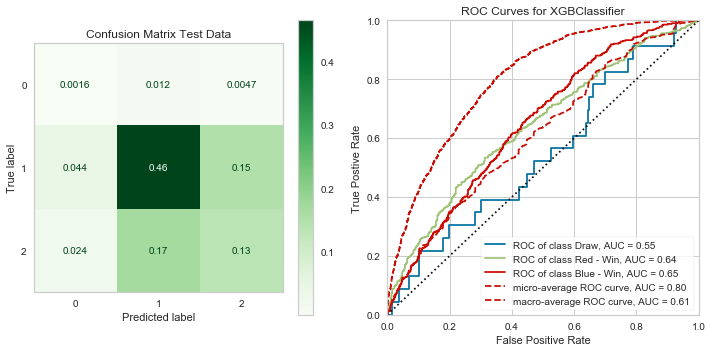 Confusion Matrix Test Data
0
1
2
True label
0.0016 0.012 0.0047
0.044 0.46 0.15
0.024 0.17 0.13
0 1 2
Predicted label
0.4
0.3
0.2
0.1
ROC Curves for XGBClassifier
1.0
0.8
0.6
0.4
0.2
0.0
True Positive Rate
ROC of class Draw, AUC = 0.55
ROC of class Red - Win, AUC = 0.64
ROC of class Blue - Win, AUC = 0.65
micro-average ROC curve, AUC = 0.80
macro-average ROC curve, AUC = 0.61
0.0 0.2 0.4 0.6 0.8 1.0
False Positive Rate